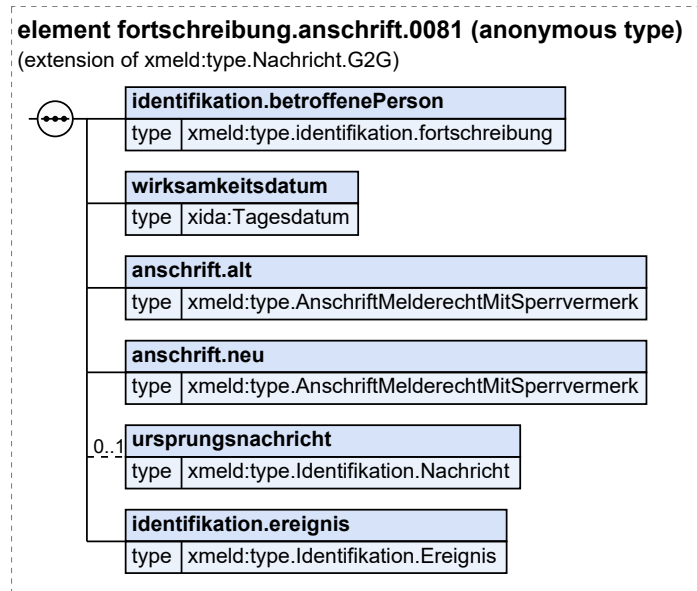 element fortschreibung.anschrift.0081 (anonymous type)
(extension of xmeld:type.Nachricht.G2G)
identifikation.betroffenePerson
type xmeld:type.identifikation.fortschreibung
wirksamkeitsdatum
type xida:Tagesdatum
anschrift.alt
type xmeld:type.AnschriftMelderechtMitSperrvermerk
anschrift.neu
type xmeld:type.AnschriftMelderechtMitSperrvermerk
0..1 ursprungsnachricht
type xmeld:type.Identifikation.Nachricht
identifikation.ereignis
type xmeld:type.Identifikation.Ereignis